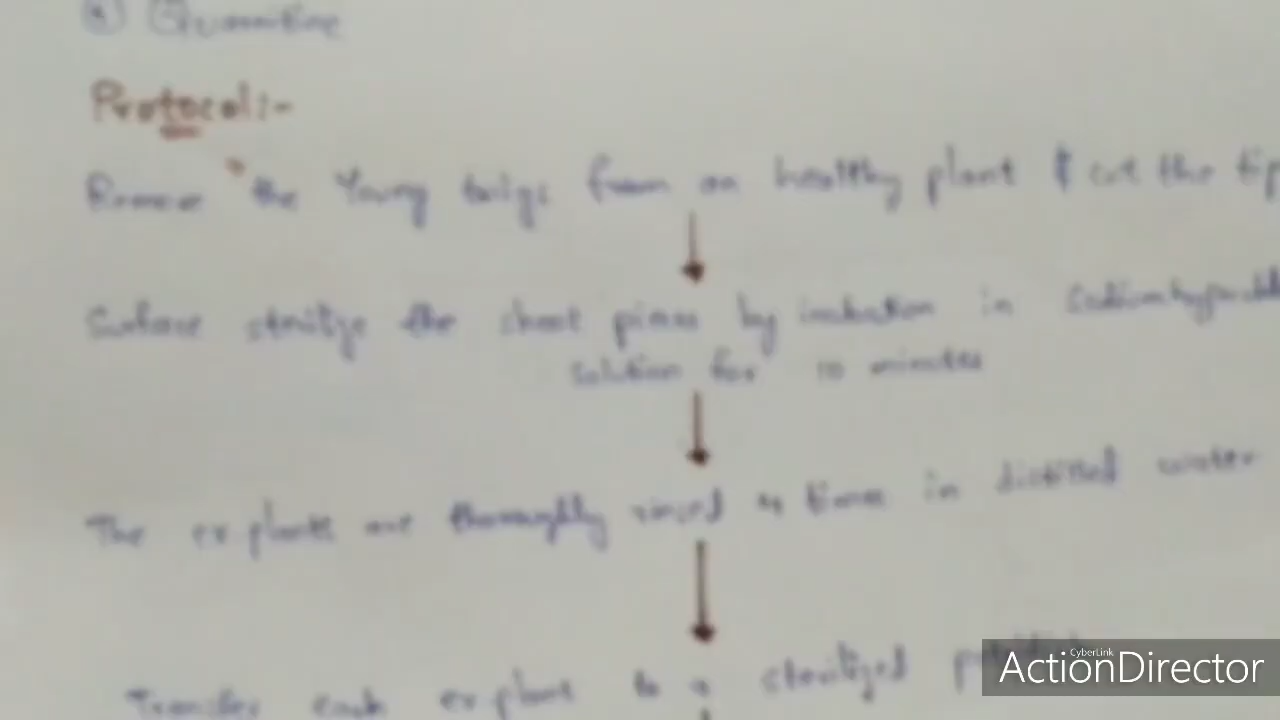 Protocol:-
Remove the Young twigs from an healthy plant & cut the tip
Surface sterilize the shoot pieces by incubation in
solution for 10 minutes
The explants are thoroughly rinsed 4 times in distilled water
Transfer each explant to a sterilized
CyberLink
ActionDirector